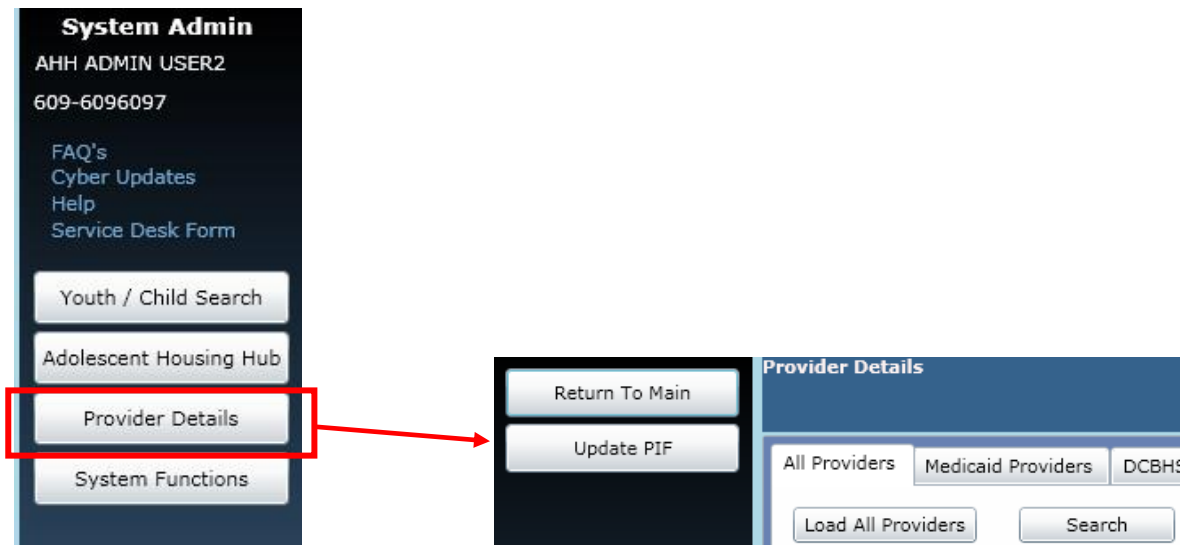 System Admin
AHH ADMIN USER2
609-6096097
FAQ's
Cyber Updates
Help
Service Desk Form
Youth / Child Search
Adolescent Housing Hub
Provider Details
System Functions
Return To Main
Update PIF
Provider Details
All Providers Medicaid Providers DCBHS
Load All Providers Search